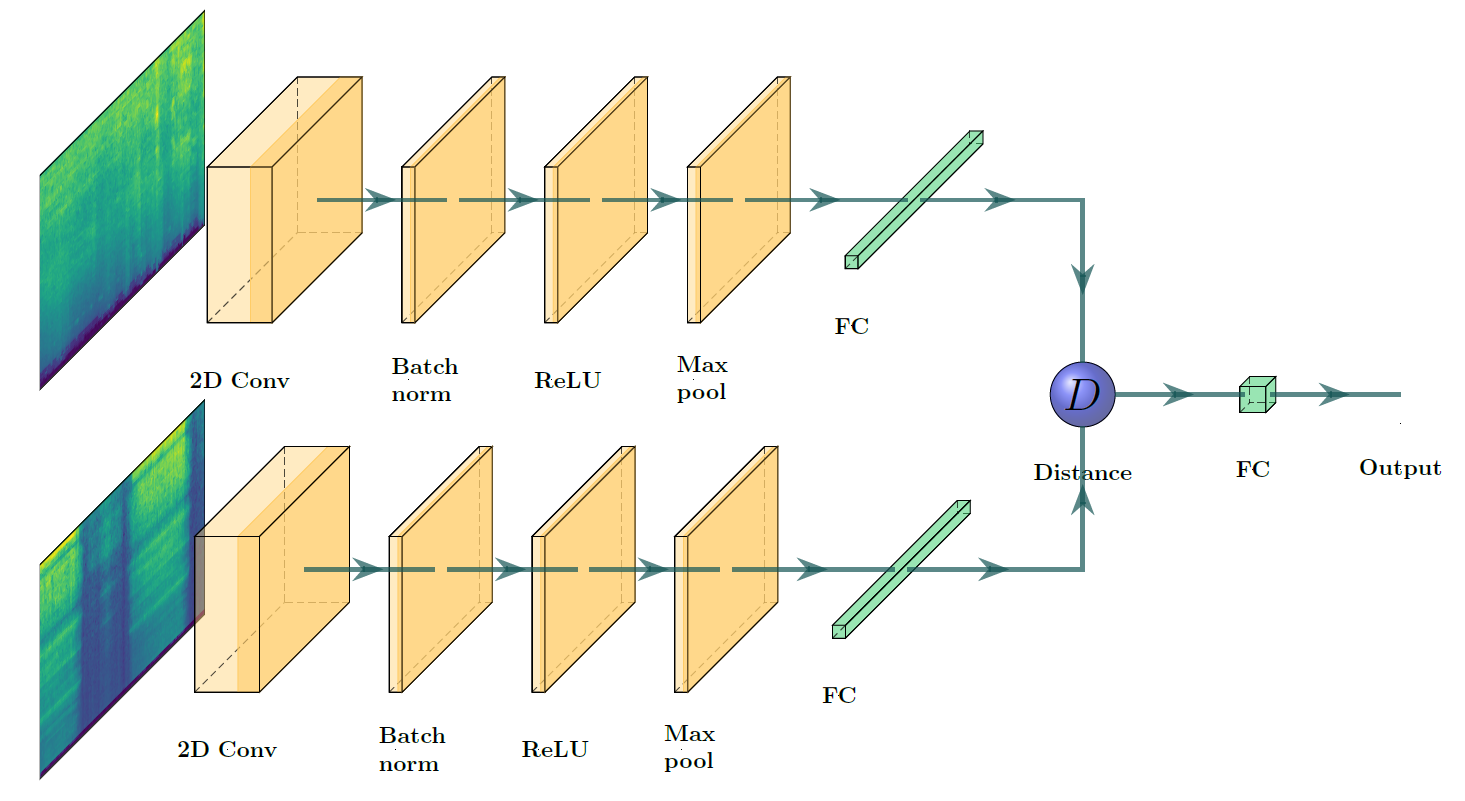 2D Conv
Batch
norm
ReLU
Max
pool
FC
D
Distance
FC
Output
2D Conv
Batch
norm
ReLU
Max
pool
FC